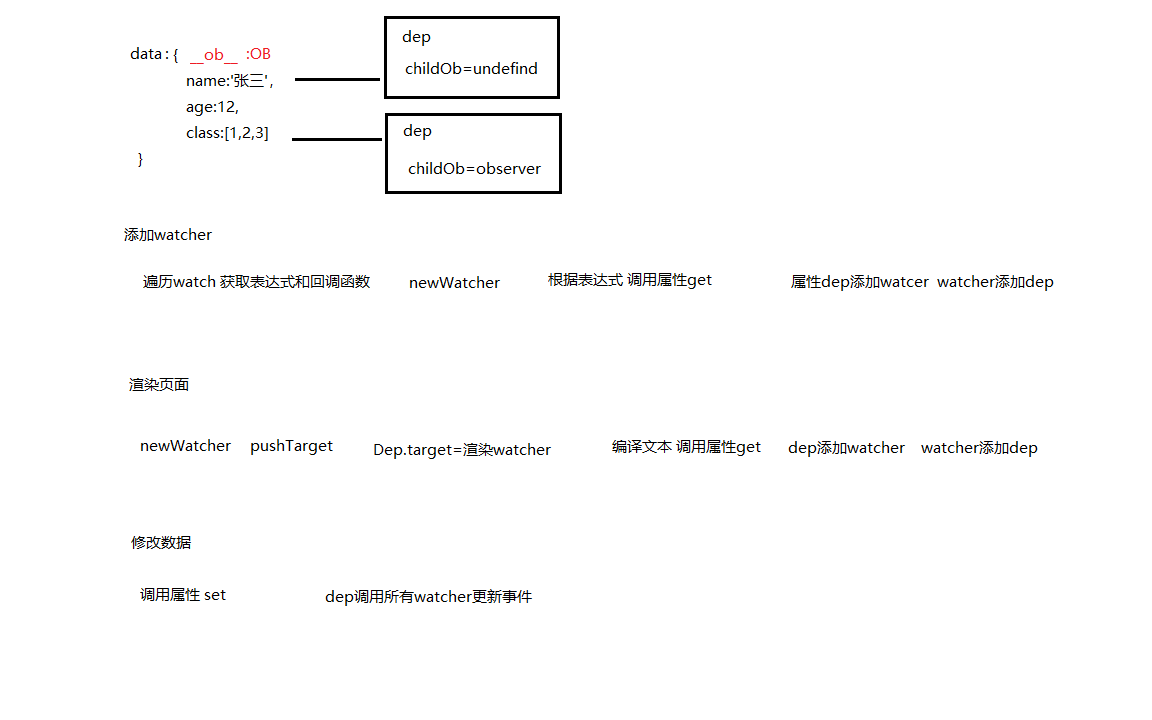 data : {   __ob__  :OB
name:'张三' ,
age:12,
class:[1,2,3]
}
dep
childOb=undefind
dep
childOb=observer
添加watcher
遍历watch 获取表达式和回调函数    newWatcher    根据表达式 调用属性get    属性dep添加watcer  watcher添加dep
渲染页面
newWatcher    pushTarget    Dep.target=渲染watcher    编译文本 调用属性get    dep添加watcher    watcher添加dep
修改数据
调用属性 set    dep调用所有watcher更新事件